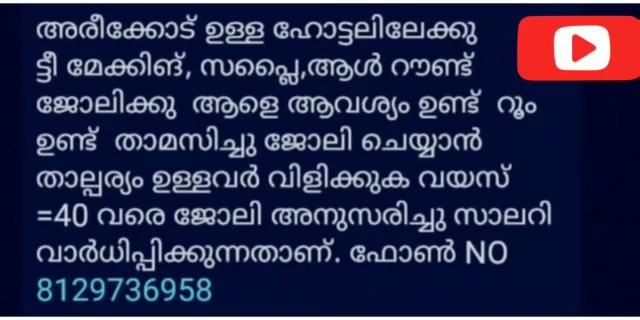 അരീക്കോട് ഉള്ള ഹോട്ടലിലേക്കു
ട്ടീ മേക്കിങ്, സപ്ലൈ,ആൾ റൗണ്ട്
ജോലിക്കു ആളെ ആവശ്യം ഉണ്ട് റൂം
ഉണ്ട് താമസിച്ചു ജോലി ചെയ്യാൻ
താല്പര്യം ഉള്ളവർ വിളിക്കുക വയസ്
=40 വരെ ജോലി അനുസരിച്ചു സാലറി
വാർധിപ്പിക്കുന്നതാണ്. ഫോൺ NO
8129736958